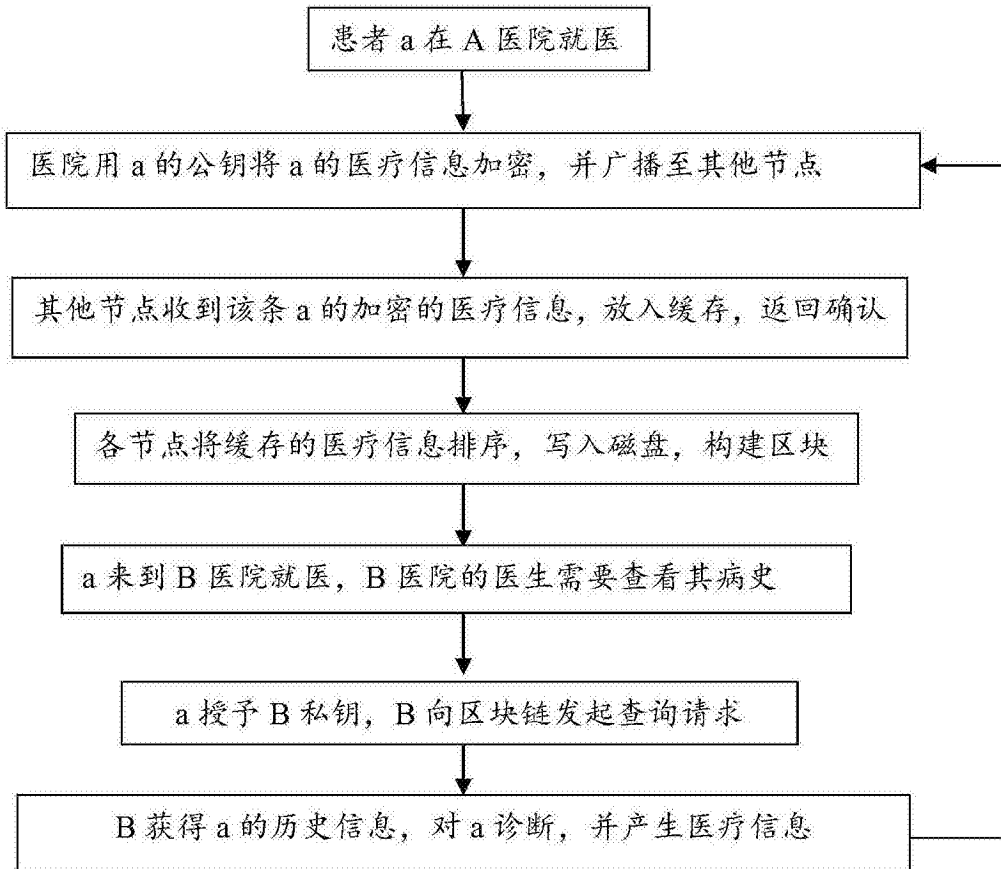 患者 a 在 A 医院就医
医院用 a 的公钥将 a 的医疗信息加密，并广播至其他节点
其他节点收到该条 a 的加密的医疗信息，放入缓存，返回确认
各节点将缓存的医疗信息排序，写入磁盘，构建区块
a 来到 B 医院就医，B 医院的医生需要查看其病史
a 授予 B 私钥，B 向区块链发起查询请求
B 获得 a 的历史信息，对 a 诊断，并产生医疗信息